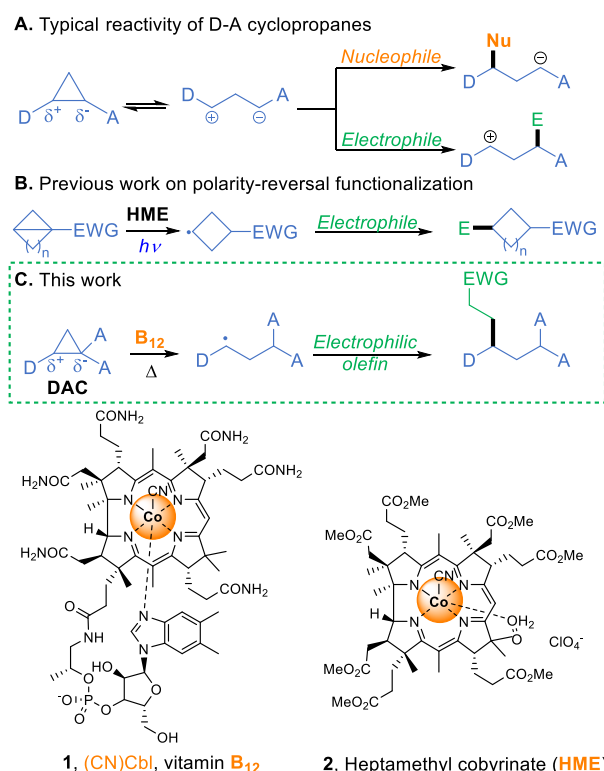 A. Typical reactivity of D-A cyclopropanes
Nu
Nucleophile
⊖
D A
D δ+ δ- A
D ⊕ ⊖ A
E
Electrophile
⊕
D A
B. Previous work on polarity-reversal functionalization
HME
EWG hν EWG Electrophile E EWG
( )n ( )n ( )n
C. This work
EWG
A B12 A Electrophilic A
D δ+ δ- A Δ D A olefin D A
DAC
CONH2
CONH2
H2NOC CONH2
CN
N N
Co
H N N
H2NOC
CONH2
O
NH
N
N
HO
O
O
-O P O
O
OH
1, (CN)Cbl, vitamin B12
CO2Me
CO2Me
MeO2C CO2Me
CN
N N
Co
H N N OH2
O ClO4-
MeO2C
MeO2C CO2Me
2, Heptamethyl cobyrinate (HME)